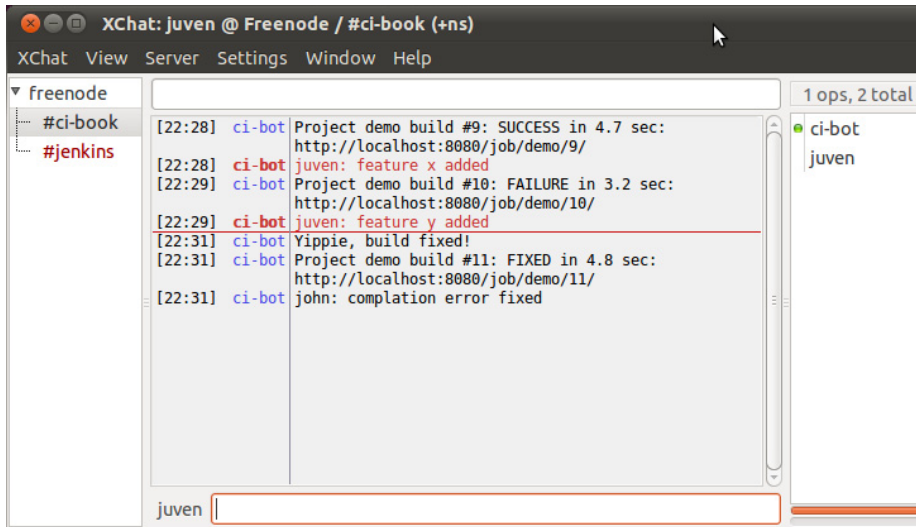 XChat: juven @ Freenode / #ci-book (+ns)
XChat View Server Settings Window Help
freenode
#ci-book
#jenkins
[22:28] ci-bot Project demo build #9: SUCCESS in 4.7 sec:
http://localhost:8080/job/demo/9/
[22:28] ci-bot juven: feature x added
[22:29] ci-bot Project demo build #10: FAILURE in 3.2 sec:
http://localhost:8080/job/demo/10/
[22:29] ci-bot juven: feature y added
[22:31] ci-bot Yippie, build fixed!
[22:31] ci-bot Project demo build #11: FIXED in 4.8 sec:
http://localhost:8080/job/demo/11/
[22:31] ci-bot john: complation error fixed
juven
1 ops, 2 total
ci-bot
juven